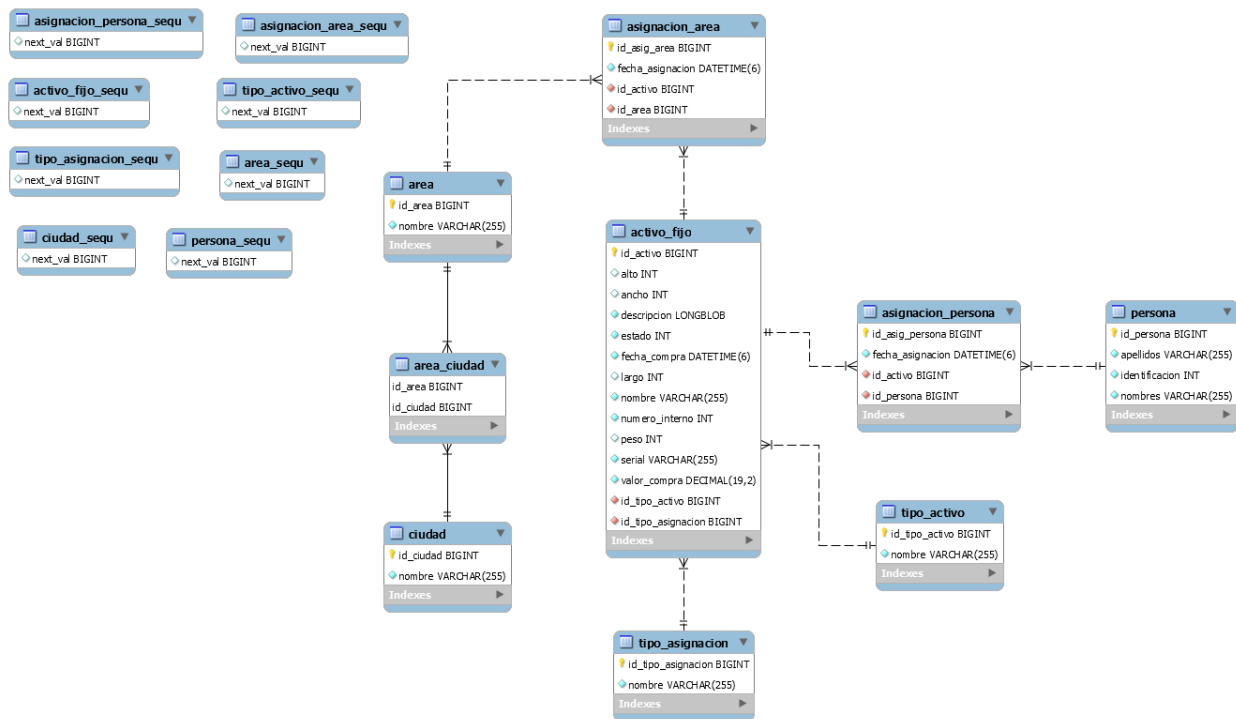 asignacion_persona_sequ
next_val BIGINT
asignacion_area_sequ
next_val BIGINT
activo_fijo_sequ
next_val BIGINT
tipo_activo_sequ
next_val BIGINT
tipo_asignacion_sequ
next_val BIGINT
area_sequ
next_val BIGINT
ciudad_sequ
next_val BIGINT
persona_sequ
next_val BIGINT
asignacion_area
id_asig_area BIGINT
fecha_asignacion DATETIME(6)
id_activo BIGINT
id_area BIGINT
Indexes
area
id_area BIGINT
nombre VARCHAR(255)
Indexes
area_ciudad
id_area BIGINT
id_ciudad BIGINT
Indexes
ciudad
id_ciudad BIGINT
nombre VARCHAR(255)
Indexes
activo_fijo
id_activo BIGINT
alto INT
ancho INT
descripcion LONGBLOB
estado INT
fecha_compra DATETIME(6)
largo INT
nombre VARCHAR(255)
numero_interno INT
peso INT
serial VARCHAR(255)
valor_compra DECIMAL(19,2)
id_tipo_activo BIGINT
id_tipo_asignacion BIGINT
Indexes
asignacion_persona
id_asig_persona BIGINT
fecha_asignacion DATETIME(6)
id_activo BIGINT
id_persona BIGINT
Indexes
persona
id_persona BIGINT
apellidos VARCHAR(255)
identificacion INT
nombres VARCHAR(255)
Indexes
tipo_activo
id_tipo_activo BIGINT
nombre VARCHAR(255)
Indexes
tipo_asignacion
id_tipo_asignacion BIGINT
nombre VARCHAR(255)
Indexes